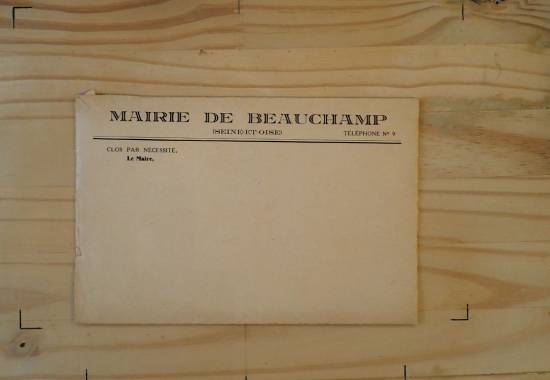 MAIRIE DE BEAUCHAMP
(SEINE-ET-OISE)
TÉLÉPHONE N° 9
CLOS PAR NÉCESSITÉ,
Le Maire,